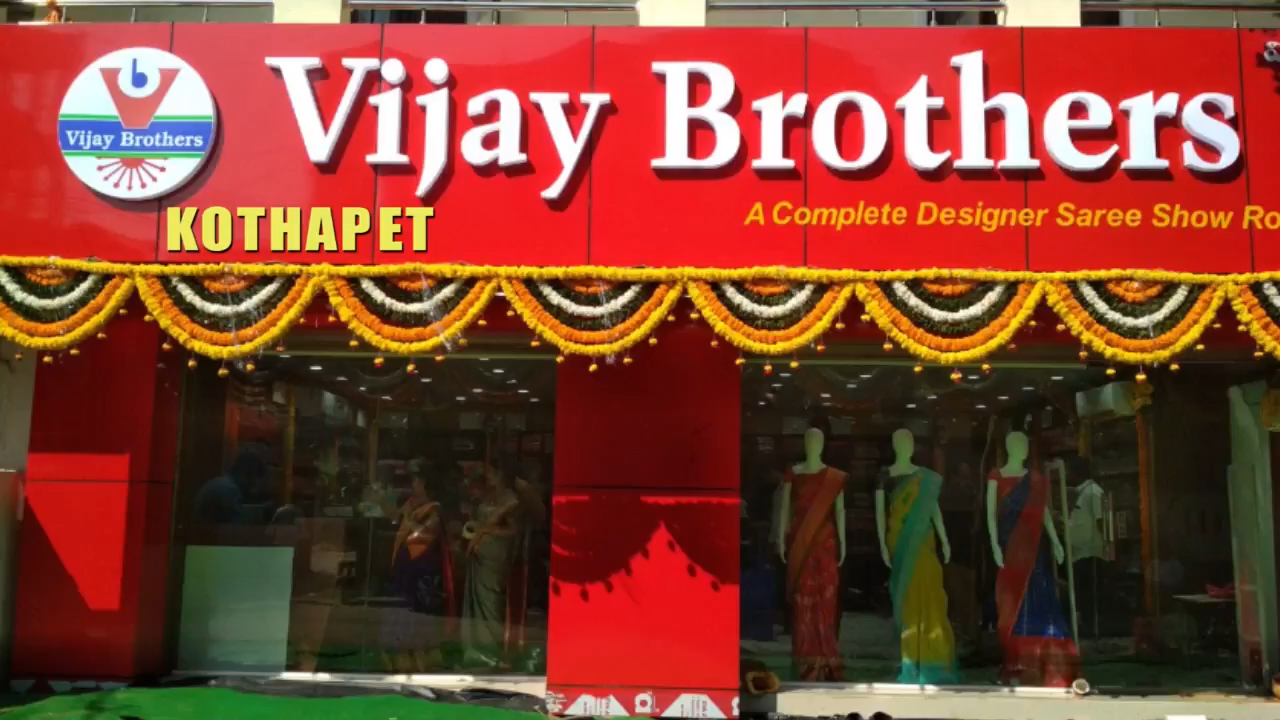 b
Vijay Brothers
Vijay Brothers
KOTHAPET
A Complete Designer Saree Show Ro